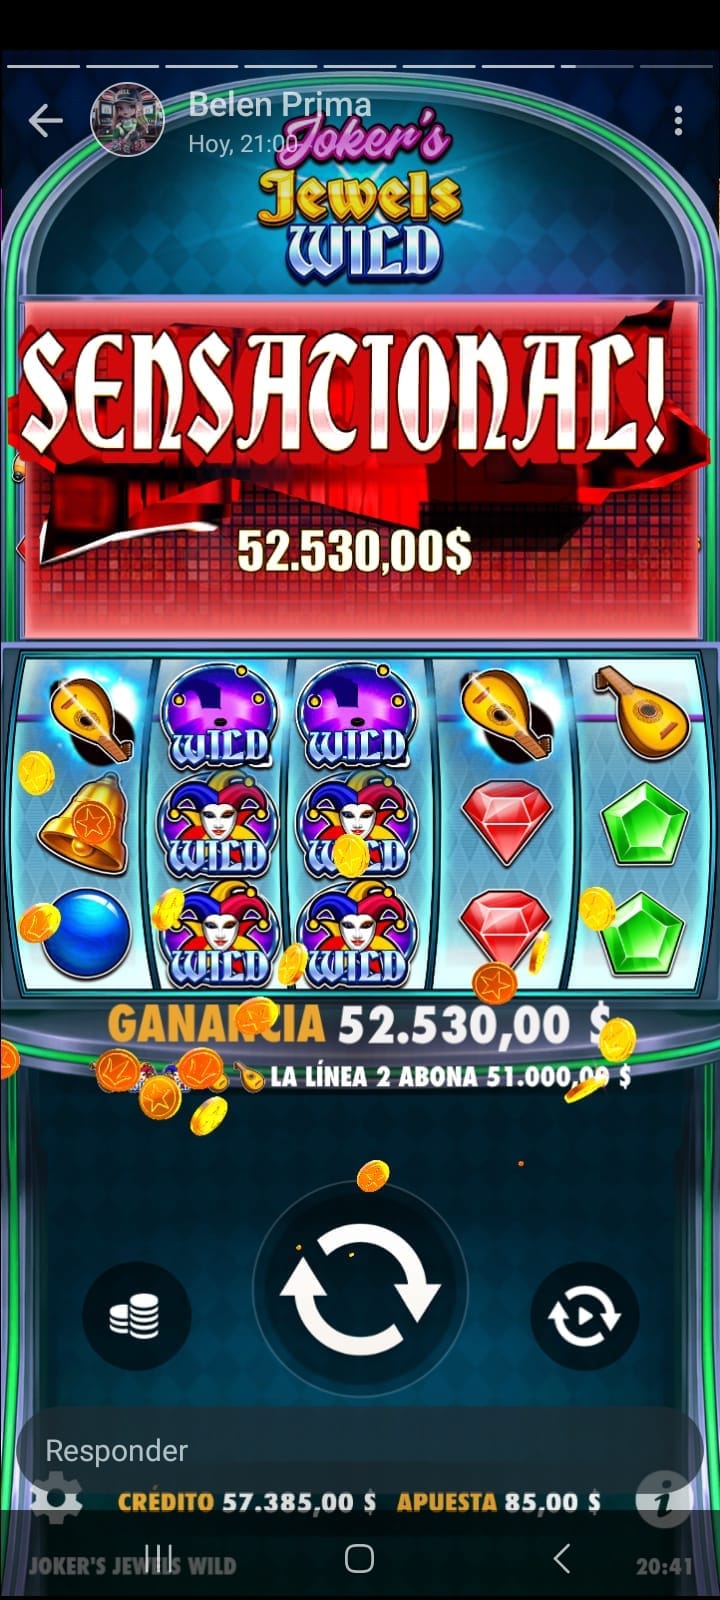 Belen Prima
Hoy, 21:00
Joker's
Jewels
WILD
SENSATIONAL!
52.530,00$
WILD WILD
WILD WILD
WILD WILD
GANANCIA 52.530,00 $
LA LÍNEA 2 ABONA 51.000,00 $
Responder
CRÉDITO 57.385,00 $ APUESTA 85,00 $
JOKER'S JEWELS WILD 20:41